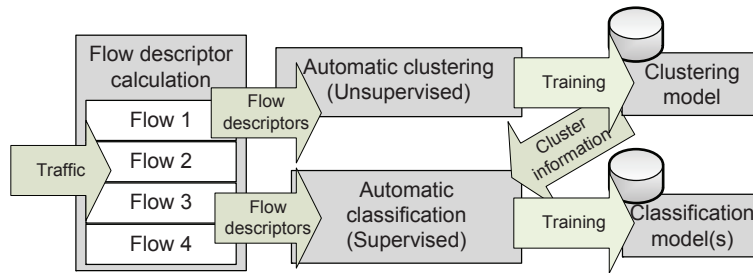 Flow descriptor
calculation
Flow 1
Flow 2
Flow 3
Flow 4
Traffic
Flow
descriptors
Flow
descriptors
Automatic clustering
(Unsupervised)
Training
Clustering
model
Cluster
information
Automatic
classification
(Supervised)
Training
Classification
model(s)